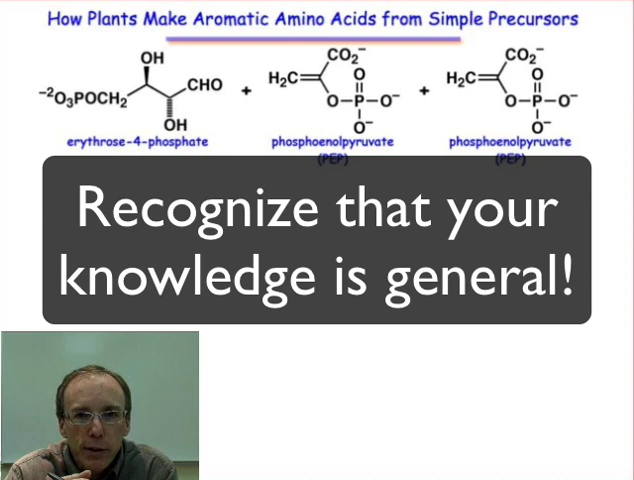 How Plants Make Aromatic Amino Acids from Simple Precursors
OH
⁻²O₃POCH₂
CHO
OH
+
H₂C
CO₂⁻
O
O–P–O⁻
O⁻
+
H₂C
CO₂⁻
O
O–P–O⁻
O⁻
erythrose-4-phosphate
phosphoenolpyruvate
phosphoenolpyruvate
(PEP)
(PEP)
Recognize that your
knowledge is general!